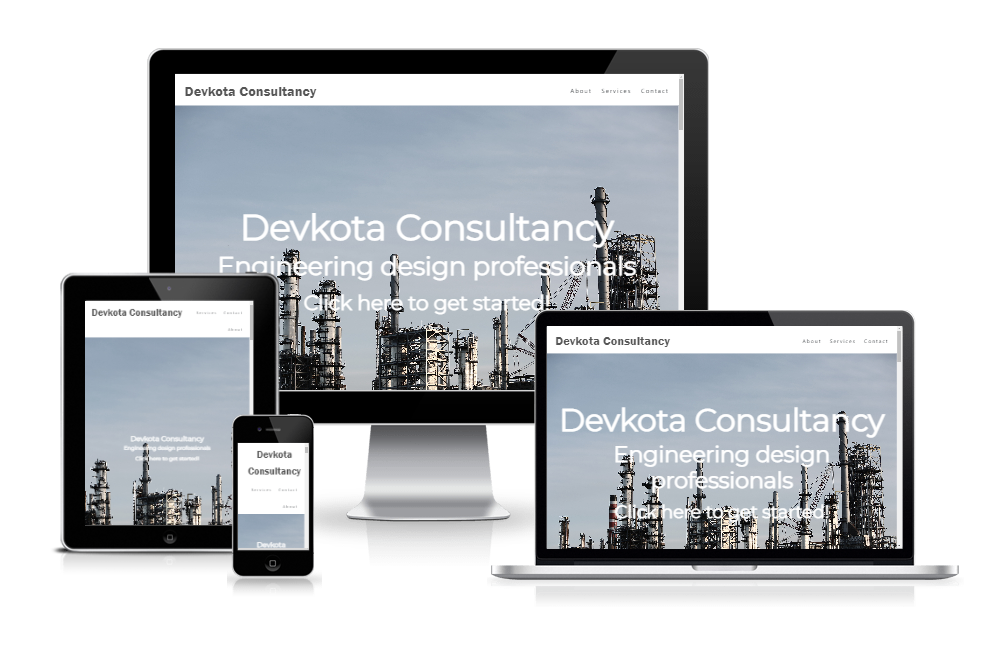 Devkota Consultancy
About Services Contact
Devkota Consultancy
Engineering design professionals
Click here to get started!
Devkota Consultancy
Services Contact
About
Devkota Consultancy
Engineering design professionals
Click here to get started!
Devkota
Consultancy
Services Contact
About
Devkota
Devkota Consultancy
About Services Contact
Devkota Consultancy
Engineering design
professionals
Click here to get started!